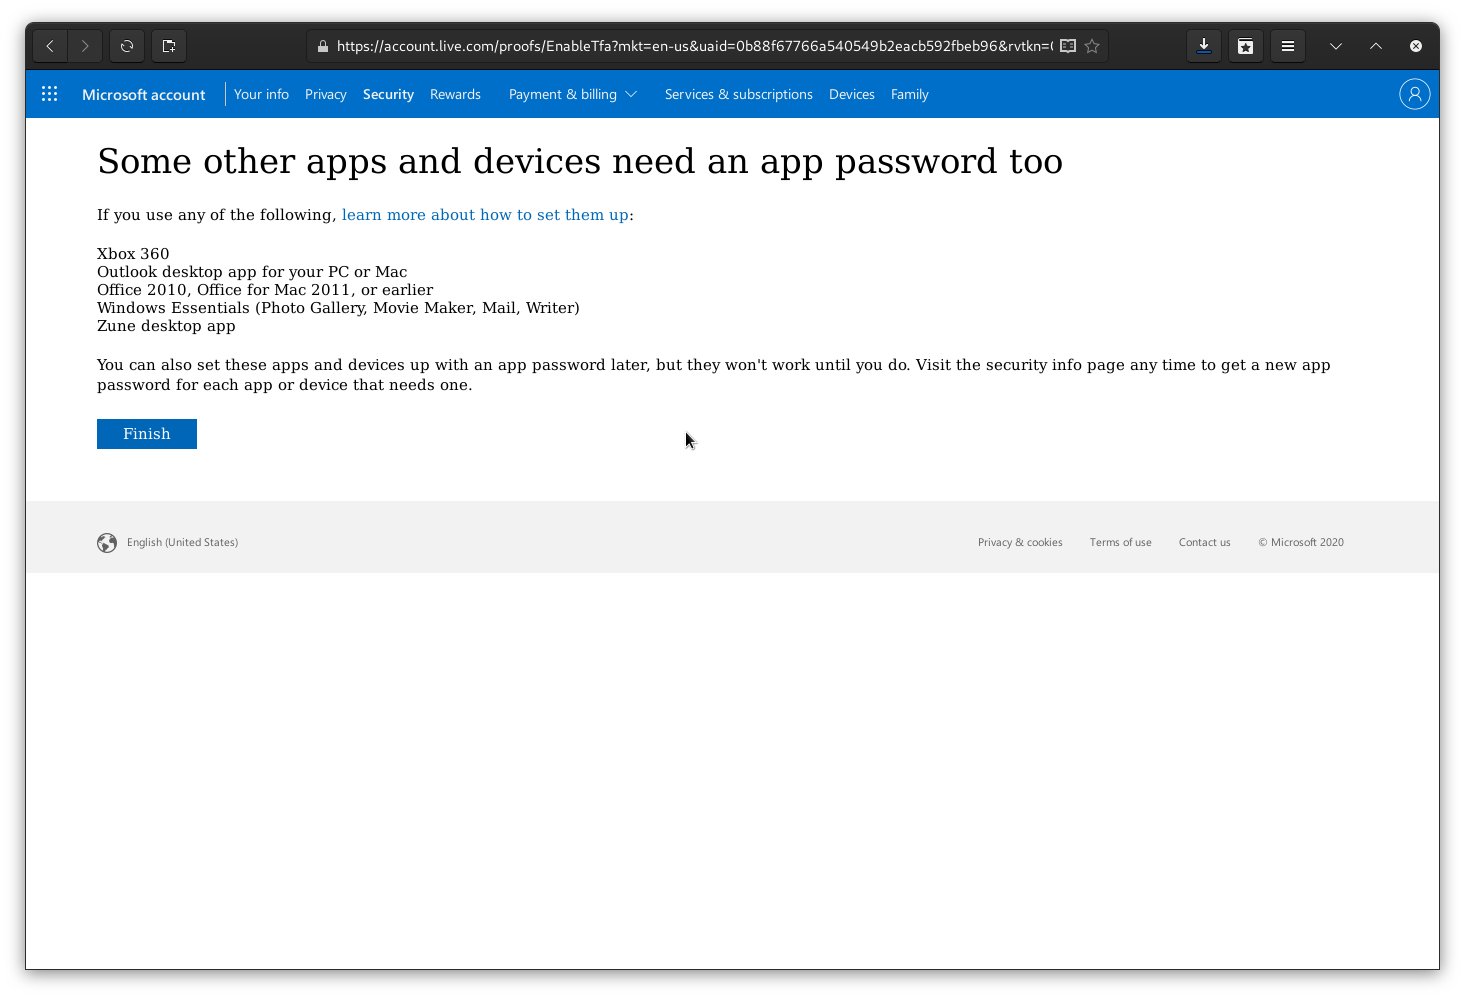 https://account.live.com/proofs/EnableTfa?mkt=en-us&uaid=0b88f67766a540549b2eacb592fbeb96&rvtkn=
Microsoft account Your info Privacy Security Rewards Payment & billing Services & subscriptions Devices Family
Some other apps and devices need an app password too
If you use any of the following, learn more about how to set them up:
Xbox 360
Outlook desktop app for your PC or Mac
Office 2010, Office for Mac 2011, or earlier
Windows Essentials (Photo Gallery, Movie Maker, Mail, Writer)
Zune desktop app
You can also set these apps and devices up with an app password later, but they won't work until you do. Visit the security info page any time to get a new app
password for each app or device that needs one.
Finish
English (United States) Privacy & cookies Terms of use Contact us © Microsoft 2020